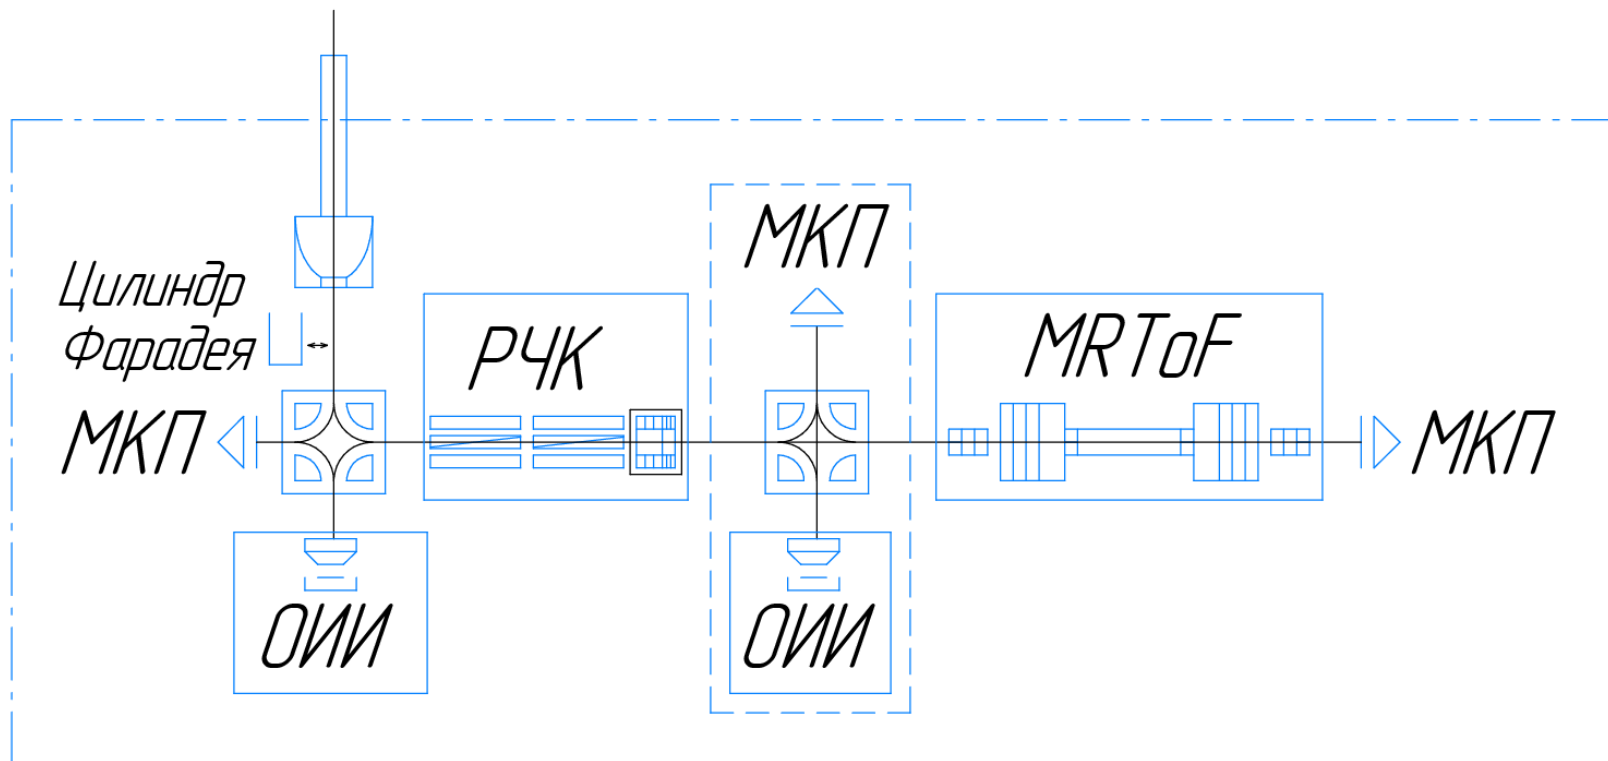 МКП
Цилиндр
Фарадея
РЧК
MRToF
МКП
МКП
ОИИ
ОИИ